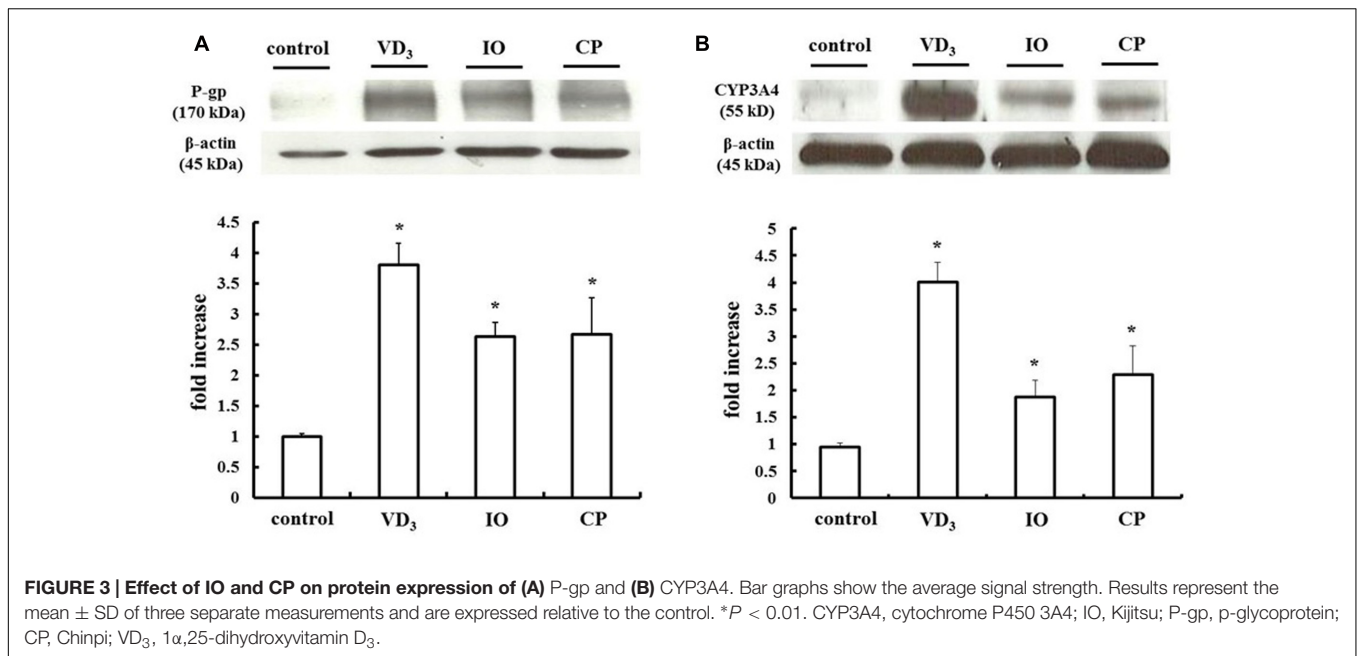 A
control VD₃ IO CP
P-gp
(170 kDa)
β-actin
(45 kDa)
4.5
4
3.5
3
2.5
2
1.5
1
0.5
0
fold increase
*
*
*
control VD₃ IO CP
B
control VD₃ IO CP
CYP3A4
(55 kD)
β-actin
(45 kDa)
5
4.5
4
3.5
3
2.5
2
1.5
1
0.5
0
fold increase
*
*
*
control VD₃ IO CP
FIGURE 3 | Effect of IO and CP on protein expression of (A) P-gp and (B) CYP3A4. Bar graphs show the average signal strength. Results represent the
mean ± SD of three separate measurements and are expressed relative to the control. *P < 0.01. CYP3A4, cytochrome P450 3A4; IO, Kijitsu; P-gp, p-glycoprotein;
CP, Chinpi; VD₃, 1α,25-dihydroxyvitamin D₃.